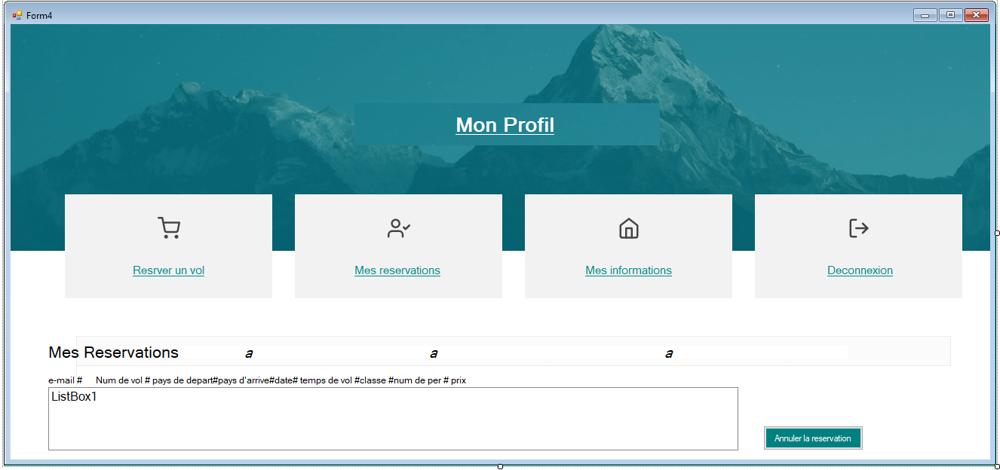 Form4
Mon Profil
Resrver un vol
Mes reservations
Mes informations
Deconnexion
Mes Reservations a a a
e-mail # Num de vol # pays de depart#pays d'arrive#date# temps de vol #classe #num de per # prix
ListBox1
Annuler la reservation